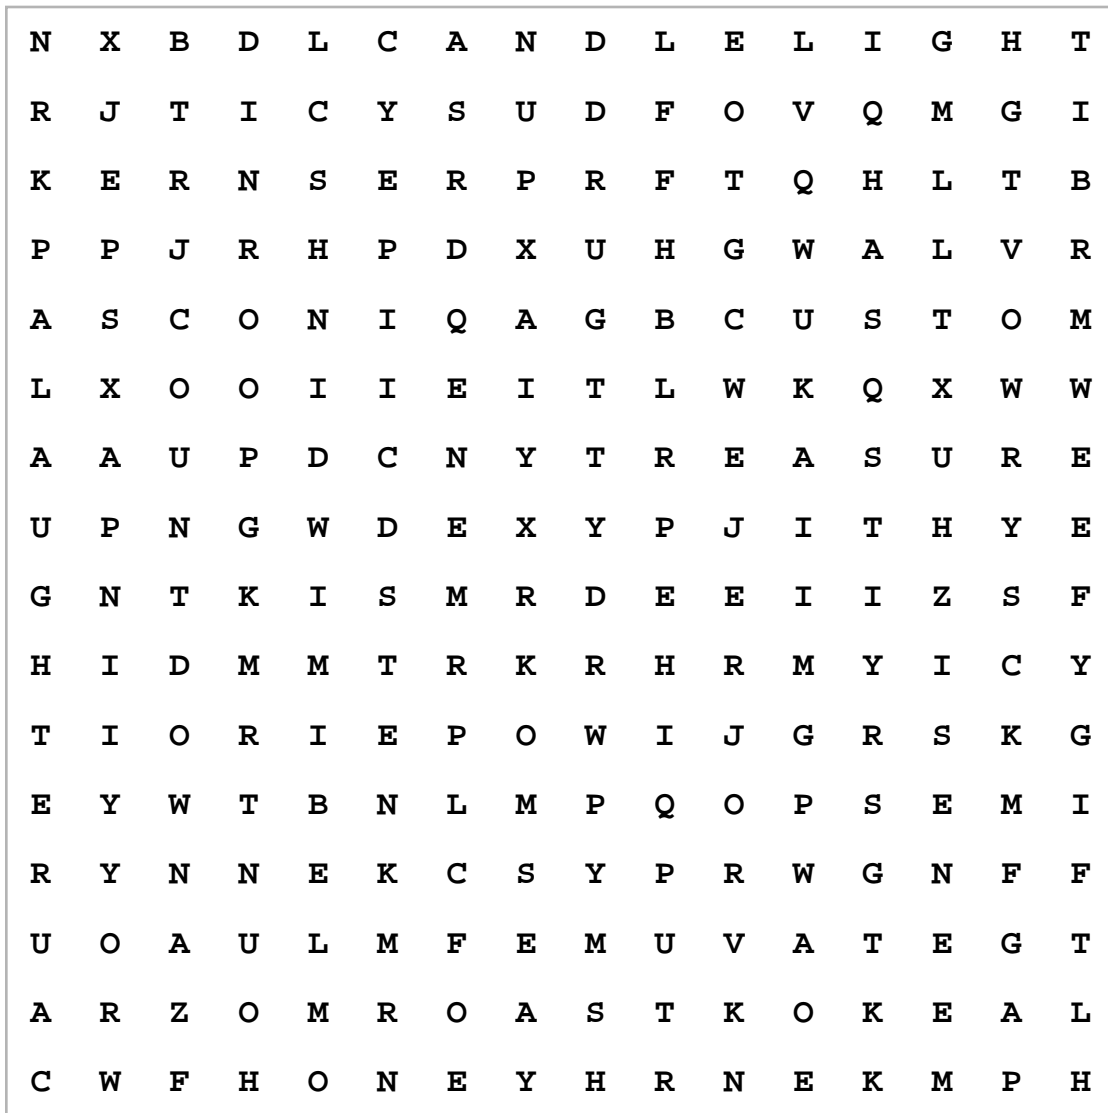 N X B D L C A N D L E L I G H T
R J T I C Y S U D F O V Q M G I
K E R N S E R P R F T Q H L T B
P P J R H P D X U H G W A L V R
A S C O N I Q A G B C U S T O M
L X O O I I E I T L W K Q X W W
A A U P D C N Y T R E A S U R E
U P N G W D E X Y P J I T H Y E
G N T K I S M R D E E I I Z S F
H I D M M T R K R H R M Y I C Y
T I O R I E P O W I J G R S K G
E Y W T B N L M P Q O P S E M I
R Y N N E K C S Y P R W G N F F
U O A U L M F E M U V A T E G T
A R Z O M R O A S T K O K E A L
C W F H O N E Y H R N E K M P H